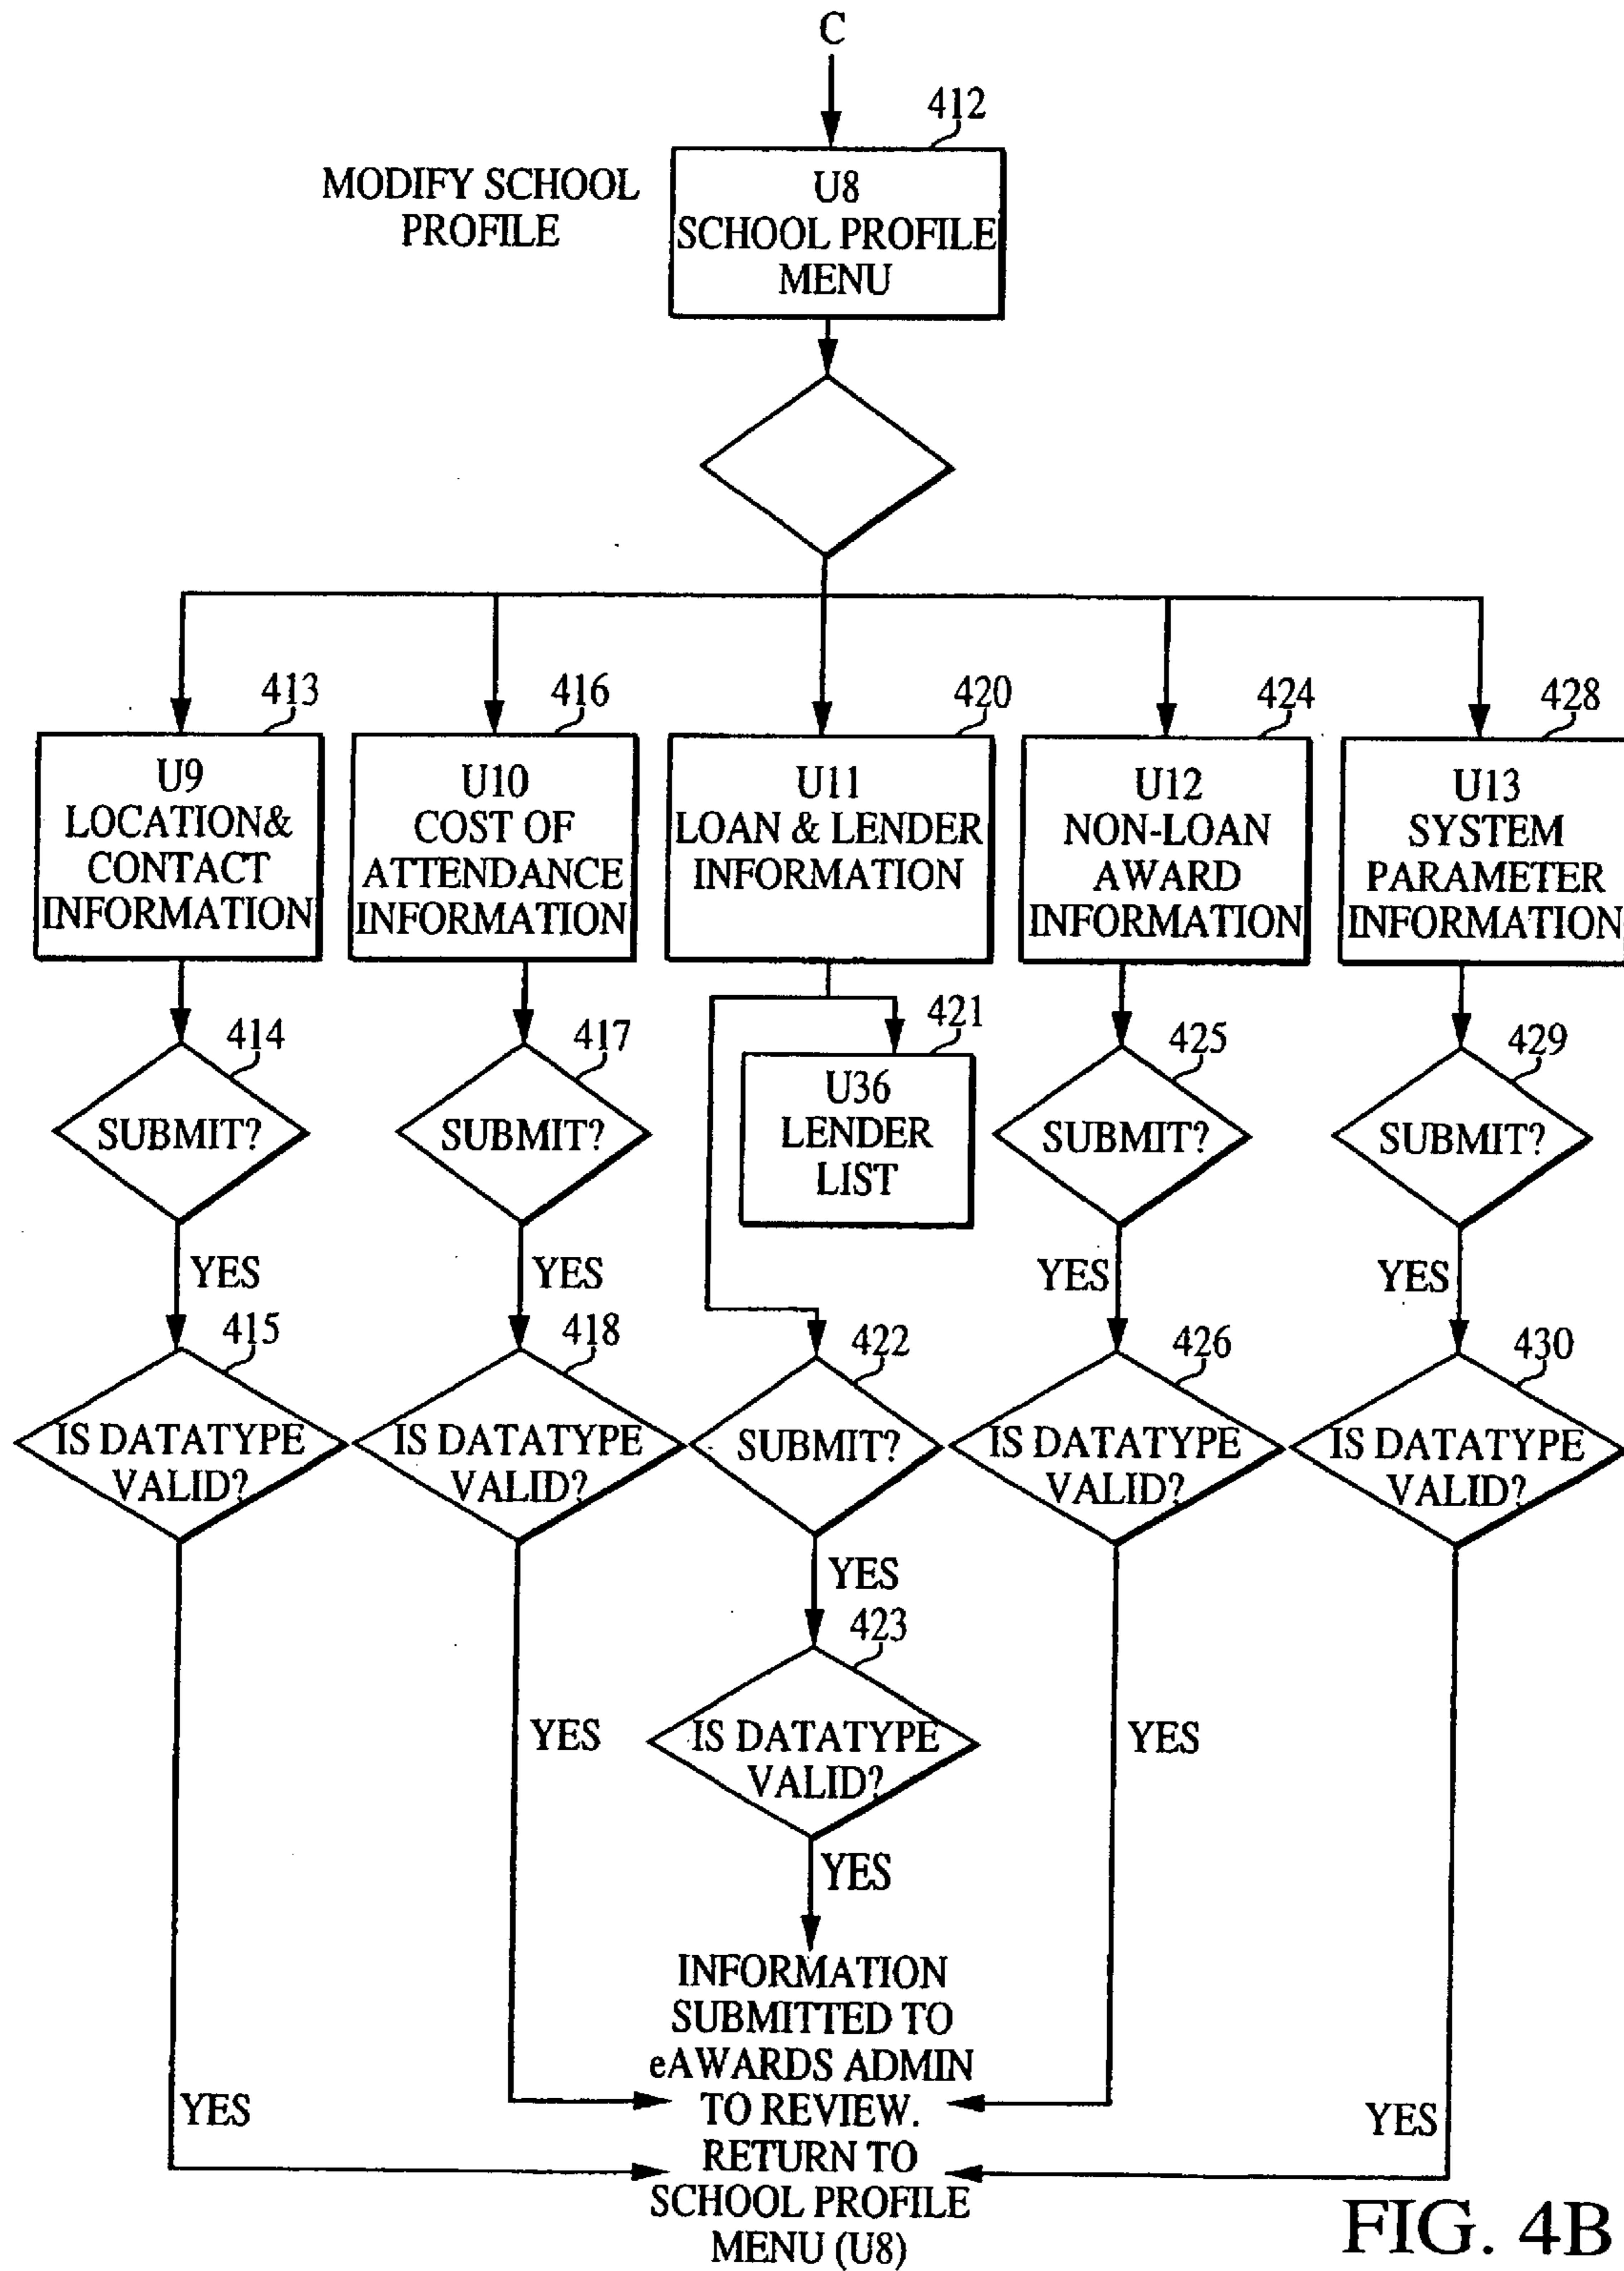 C
412
MODIFY SCHOOL
PROFILE
U8
SCHOOL PROFILE
MENU
413
416
420
424
428
U9
LOCATION&
CONTACT
INFORMATION
U10
COST OF
ATTENDANCE
INFORMATION
U11
LOAN & LENDER
INFORMATION
U12
NON-LOAN
AWARD
INFORMATION
U13
SYSTEM
PARAMETER
INFORMATION
414
417
421
425
429
SUBMIT?
SUBMIT?
U36
LENDER
LIST
SUBMIT?
SUBMIT?
YES
YES
YES
YES
415
418
422
426
430
IS DATATYPE
VALID?
IS DATATYPE
VALID?
SUBMIT?
IS DATATYPE
VALID?
IS DATATYPE
VALID?
YES
423
YES
IS DATATYPE
VALID?
YES
YES
INFORMATION
SUBMITTED TO
eAWARDS ADMIN
TO REVIEW.
RETURN TO
SCHOOL PROFILE
MENU (U8)
YES
YES
FIG. 4B